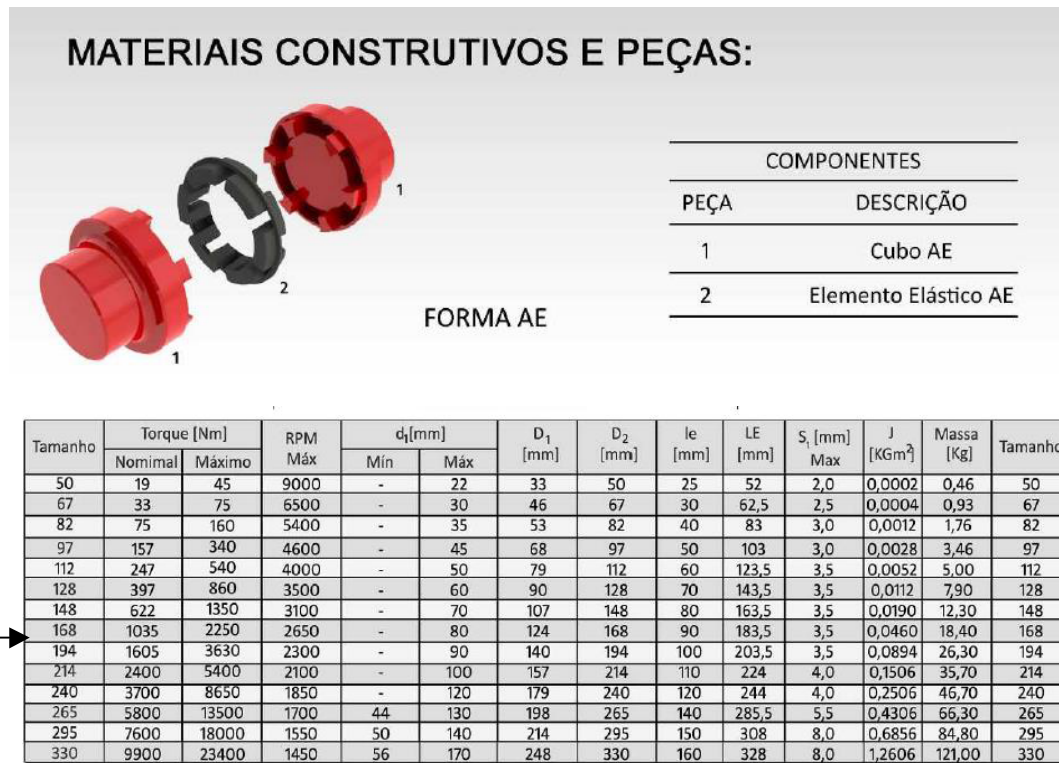 MATERIAIS CONSTRUTIVOS E PEÇAS:
1
2
1
FORMA AE
COMPONENTES
PEÇA DESCRIÇÃO
1 Cubo AE
2 Elemento Elástico AE
Tamanho Torque [Nm] RPM Máx d₁[mm] D₁ [mm] D₂ [mm] le [mm] LE [mm] S₁ [mm] Max J [KGm²] Massa [Kg] Tamanho
Nomimal Máximo Mín Máx
50 19 45 9000 - 22 33 50 25 52 2,0 0,0002 0,46 50
67 33 75 6500 - 30 46 67 30 62,5 2,5 0,0004 0,93 67
82 75 160 5400 - 35 53 82 40 83 3,0 0,0012 1,76 82
97 157 340 4600 - 45 68 97 50 103 3,0 0,0028 3,46 97
112 247 540 4000 - 50 79 112 60 123,5 3,5 0,0052 5,00 112
128 397 860 3500 - 60 90 128 70 143,5 3,5 0,0112 7,90 128
148 622 1350 3100 - 70 107 148 80 163,5 3,5 0,0190 12,30 148
168 1035 2250 2650 - 80 124 168 90 183,5 3,5 0,0460 18,40 168
194 1605 3630 2300 - 90 140 194 100 203,5 3,5 0,0894 26,30 194
214 2400 5400 2100 - 100 157 214 110 224 4,0 0,1506 35,70 214
240 3700 8650 1850 - 120 179 240 120 244 4,0 0,2506 46,70 240
265 5800 13500 1700 44 130 198 265 140 285,5 5,5 0,4306 66,30 265
295 7600 18000 1550 50 140 214 295 150 308 8,0 0,6856 84,80 295
330 9900 23400 1450 56 170 248 330 160 328 8,0 1,2606 121,00 330